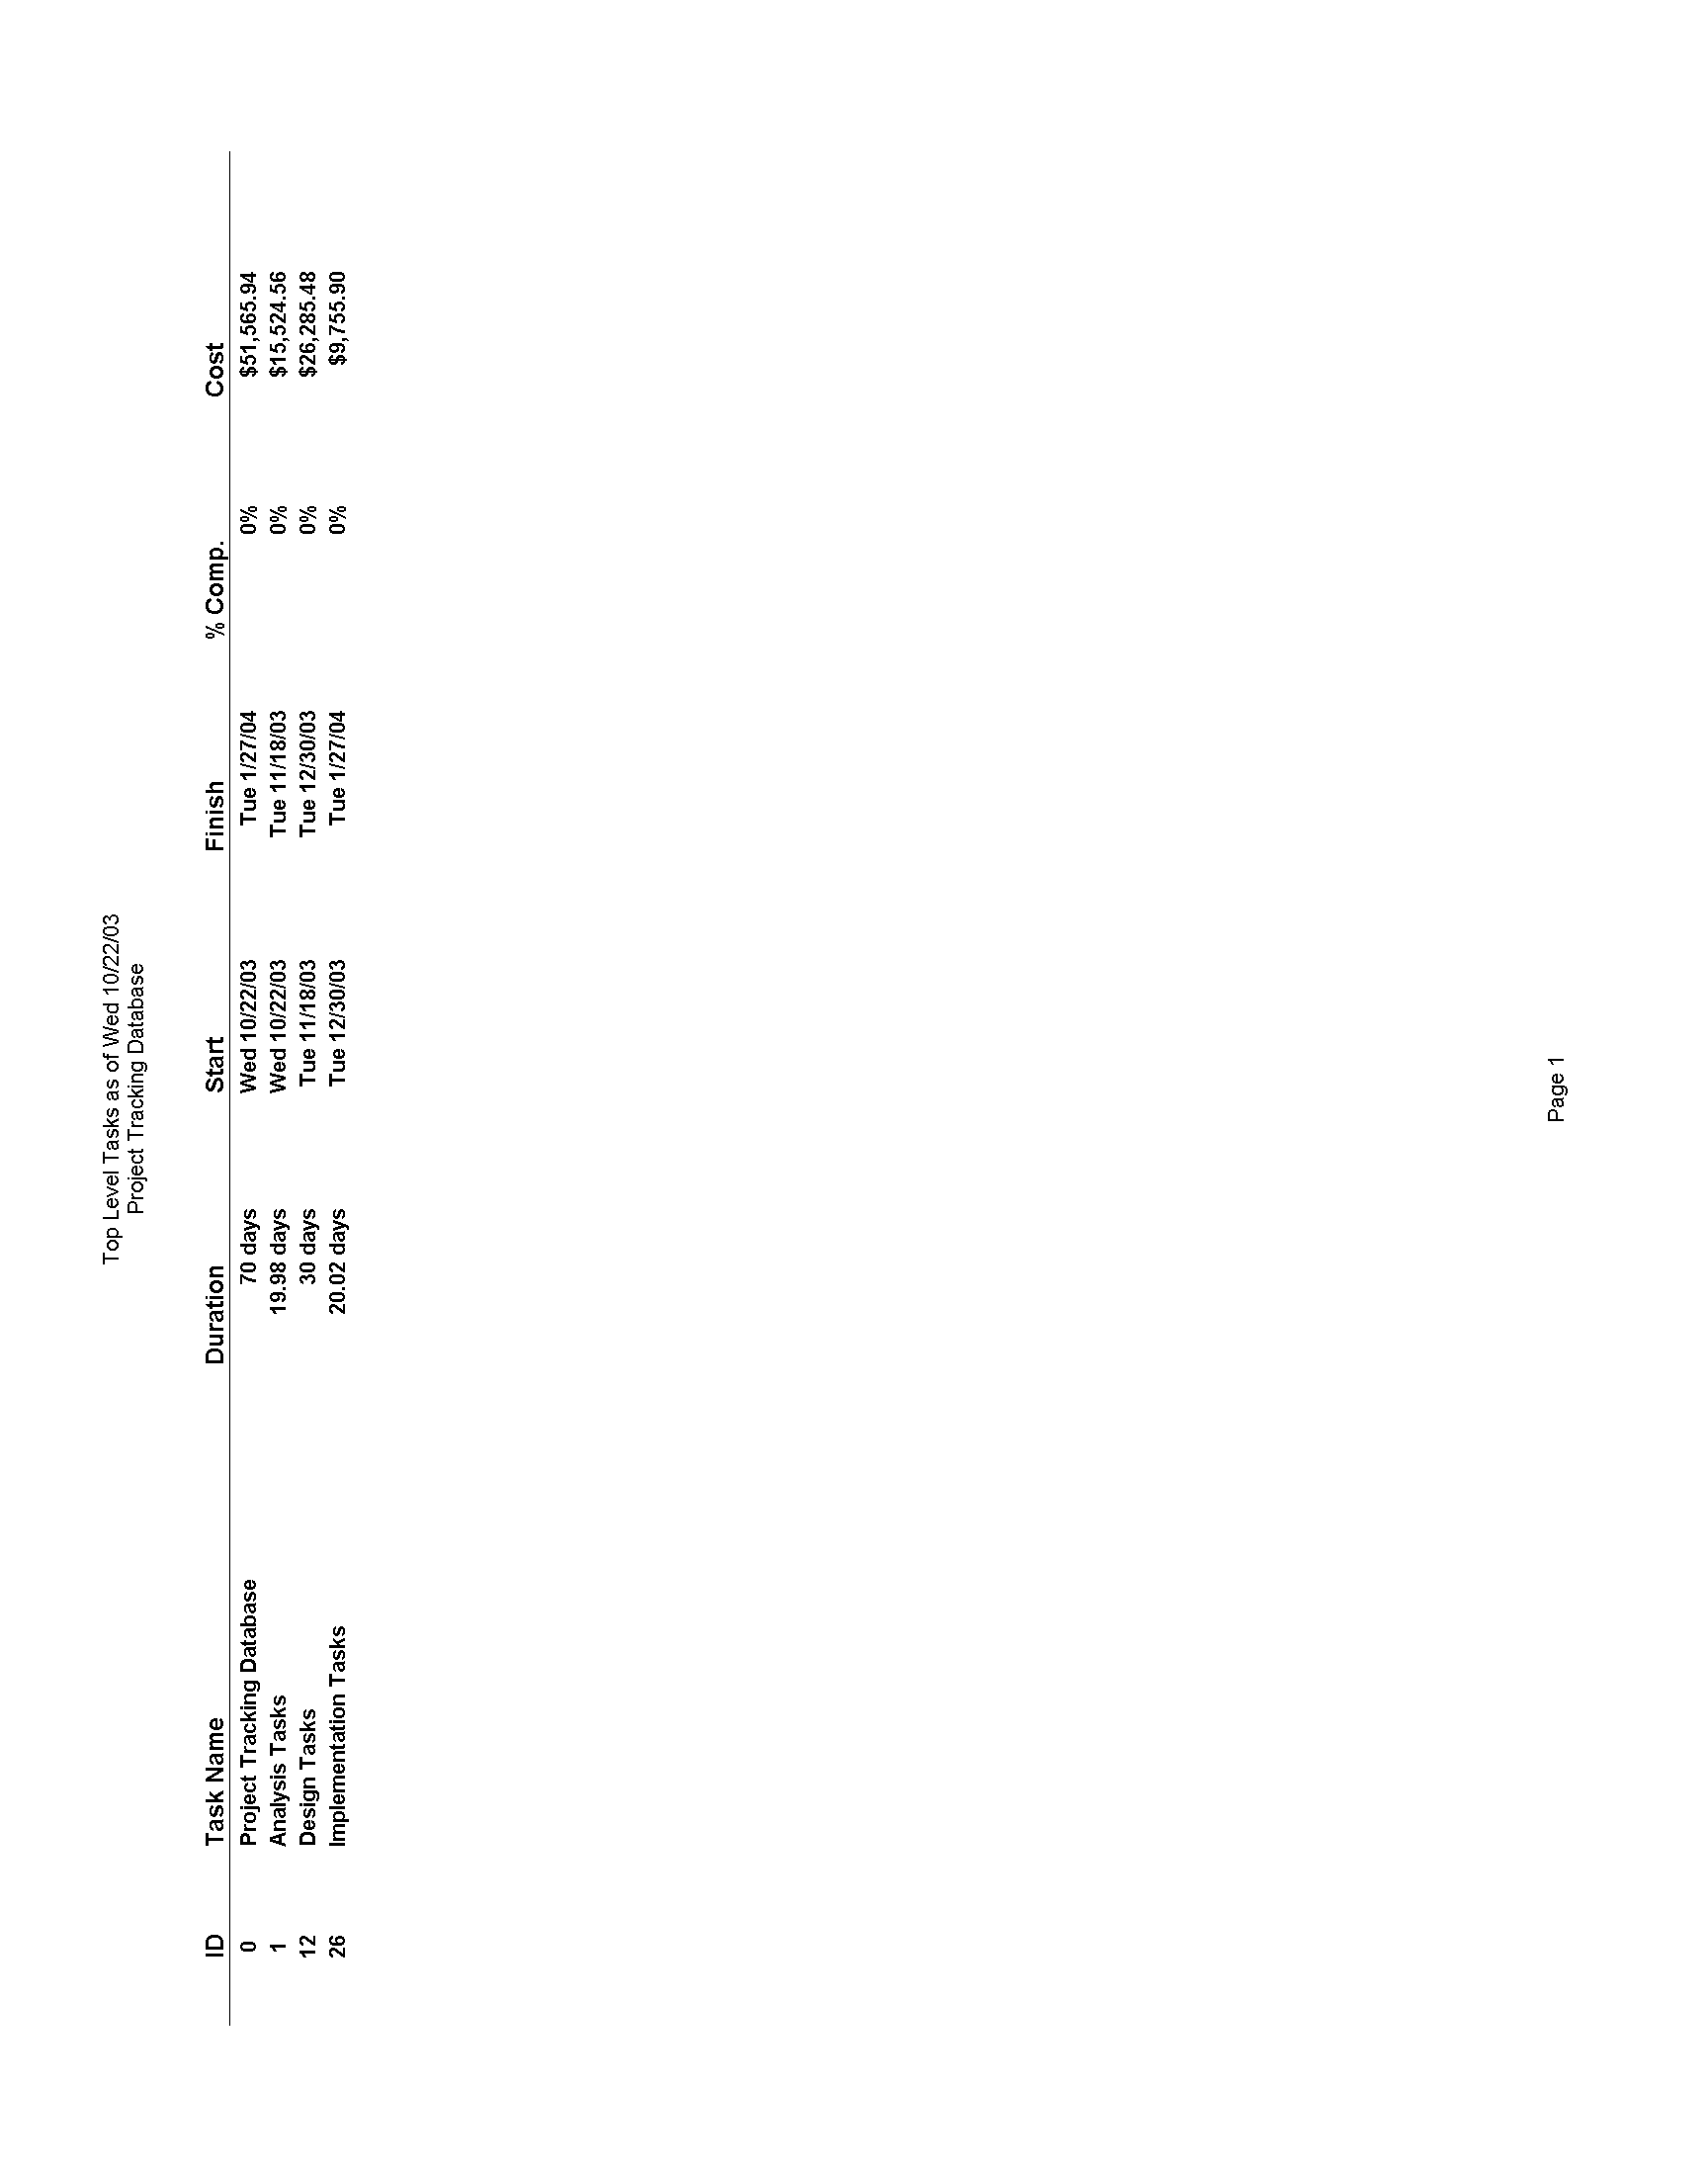 Top Level Tasks as of Wed 10/22/03
Project Tracking Database
ID Task Name Duration Start Finish % Comp. Cost
0 Project Tracking Database 70 days Wed 10/22/03 Tue 1/27/04 0% $51,565.94
1 Analysis Tasks 19.98 days Wed 10/22/03 Tue 11/18/03 0% $15,524.56
12 Design Tasks 30 days Tue 11/18/03 Tue 12/30/03 0% $26,285.48
26 Implementation Tasks 20.02 days Tue 12/30/03 Tue 1/27/04 0% $9,755.90
Page 1